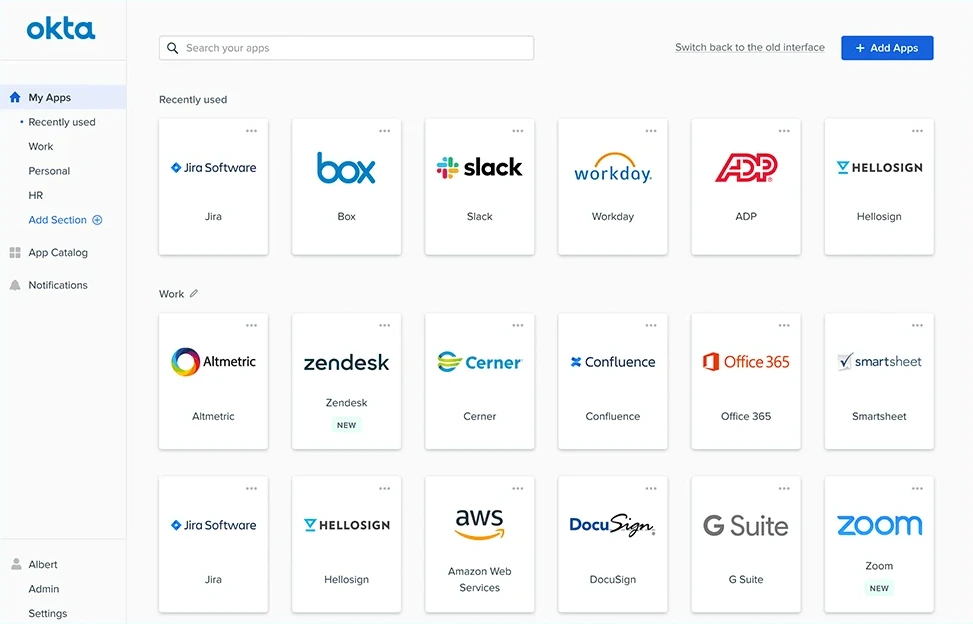 okta
Search your apps
Switch back to the old interface
+ Add Apps
My Apps
Recently used
Work
Personal
HR
Add Section
App Catalog
Notifications
Albert
Admin
Settings
Recently used
Jira Software
Jira
box
Box
slack
Slack
workday.
Workday
ADP
ADP
HELLOSIGN
Hellosign
Work
Altmetric
Altmetric
zendesk
Zendesk
NEW
Cerner
Cerner
Confluence
Confluence
Office 365
Office 365
smartsheet
Smartsheet
Jira Software
Jira
HELLOSIGN
Hellosign
aws
Amazon Web
Services
DocuSign
DocuSign
G Suite
G Suite
zoom
Zoom
NEW